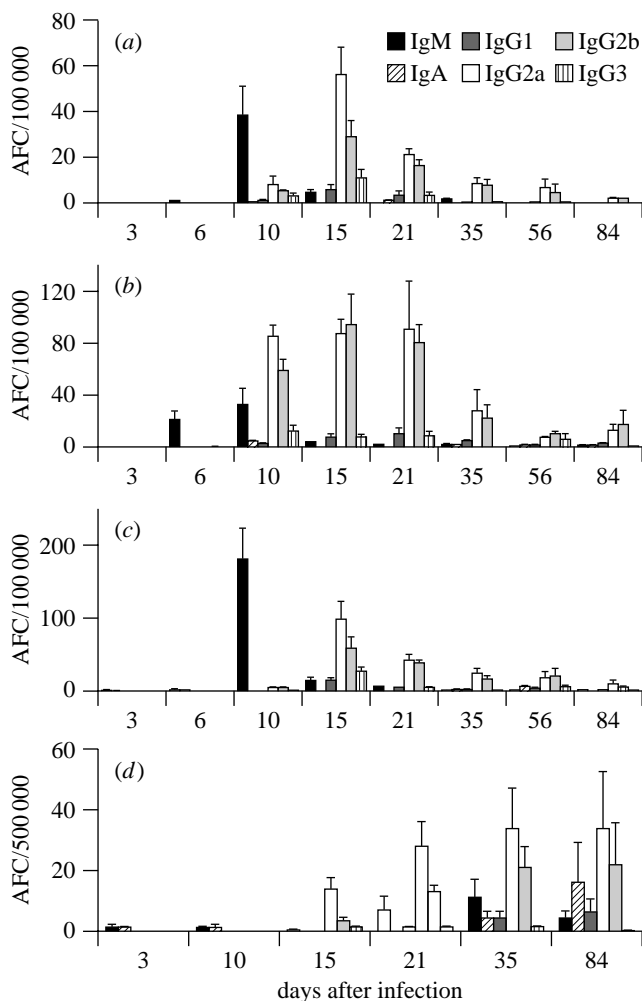 (a)
IgM IgG1 IgG2b
IgA IgG2a IgG3
AFC/100 000
80
60
40
20
0
3 6 10 15 21 35 56 84
(b)
AFC/100 000
120
80
40
0
3 6 10 15 21 35 56 84
(c)
AFC/100 000
200
100
0
3 6 10 15 21 35 56 84
(d)
AFC/500 000
60
40
20
0
3 10 15 21 35 84
days after infection